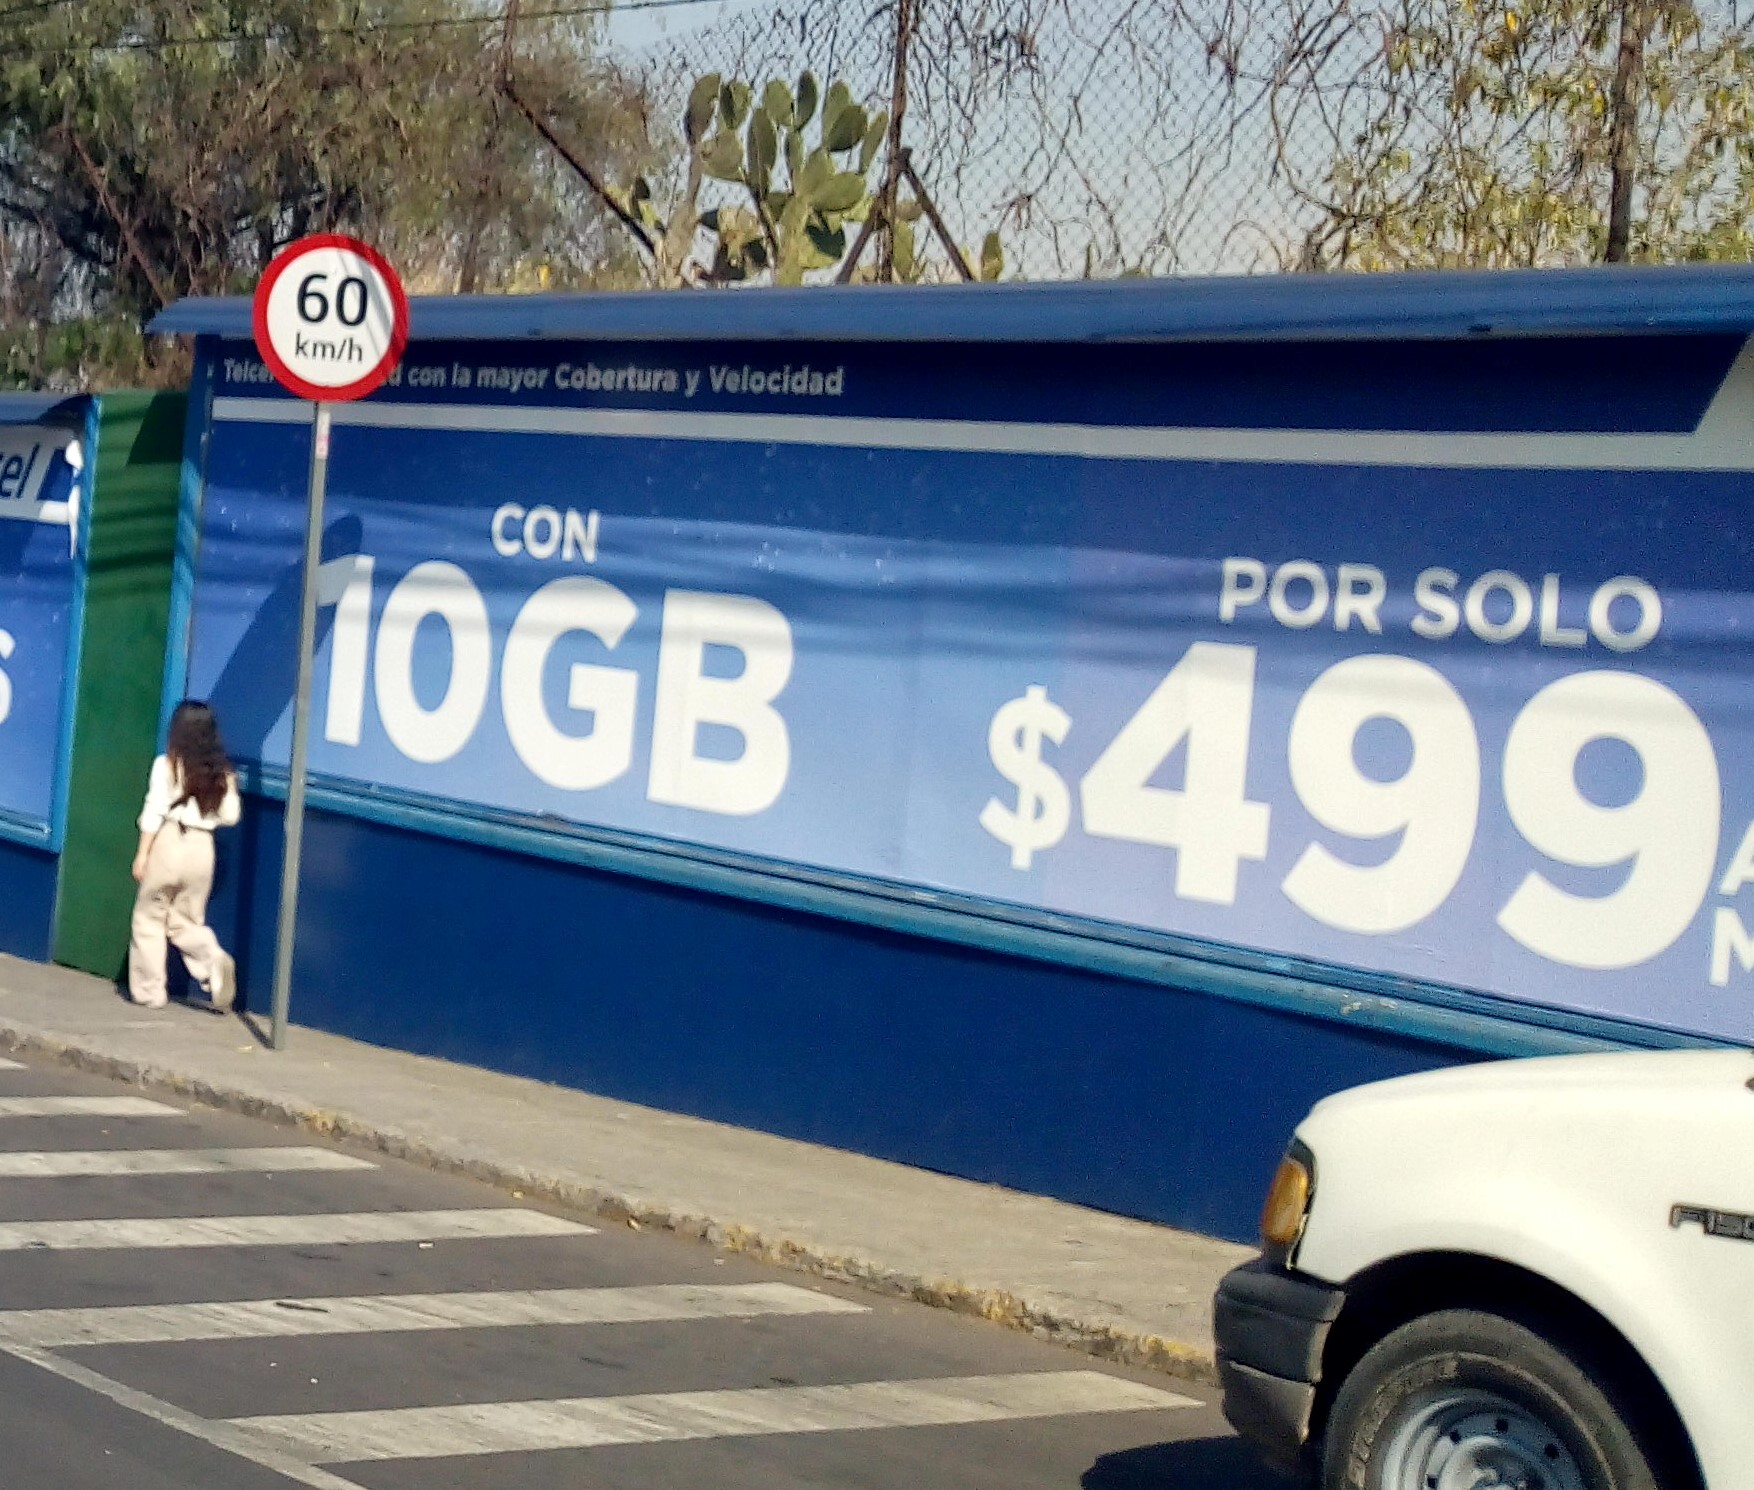 60
km/h
con la mayor Cobertura y Velocidad
CON
10GB
POR SOLO
$499